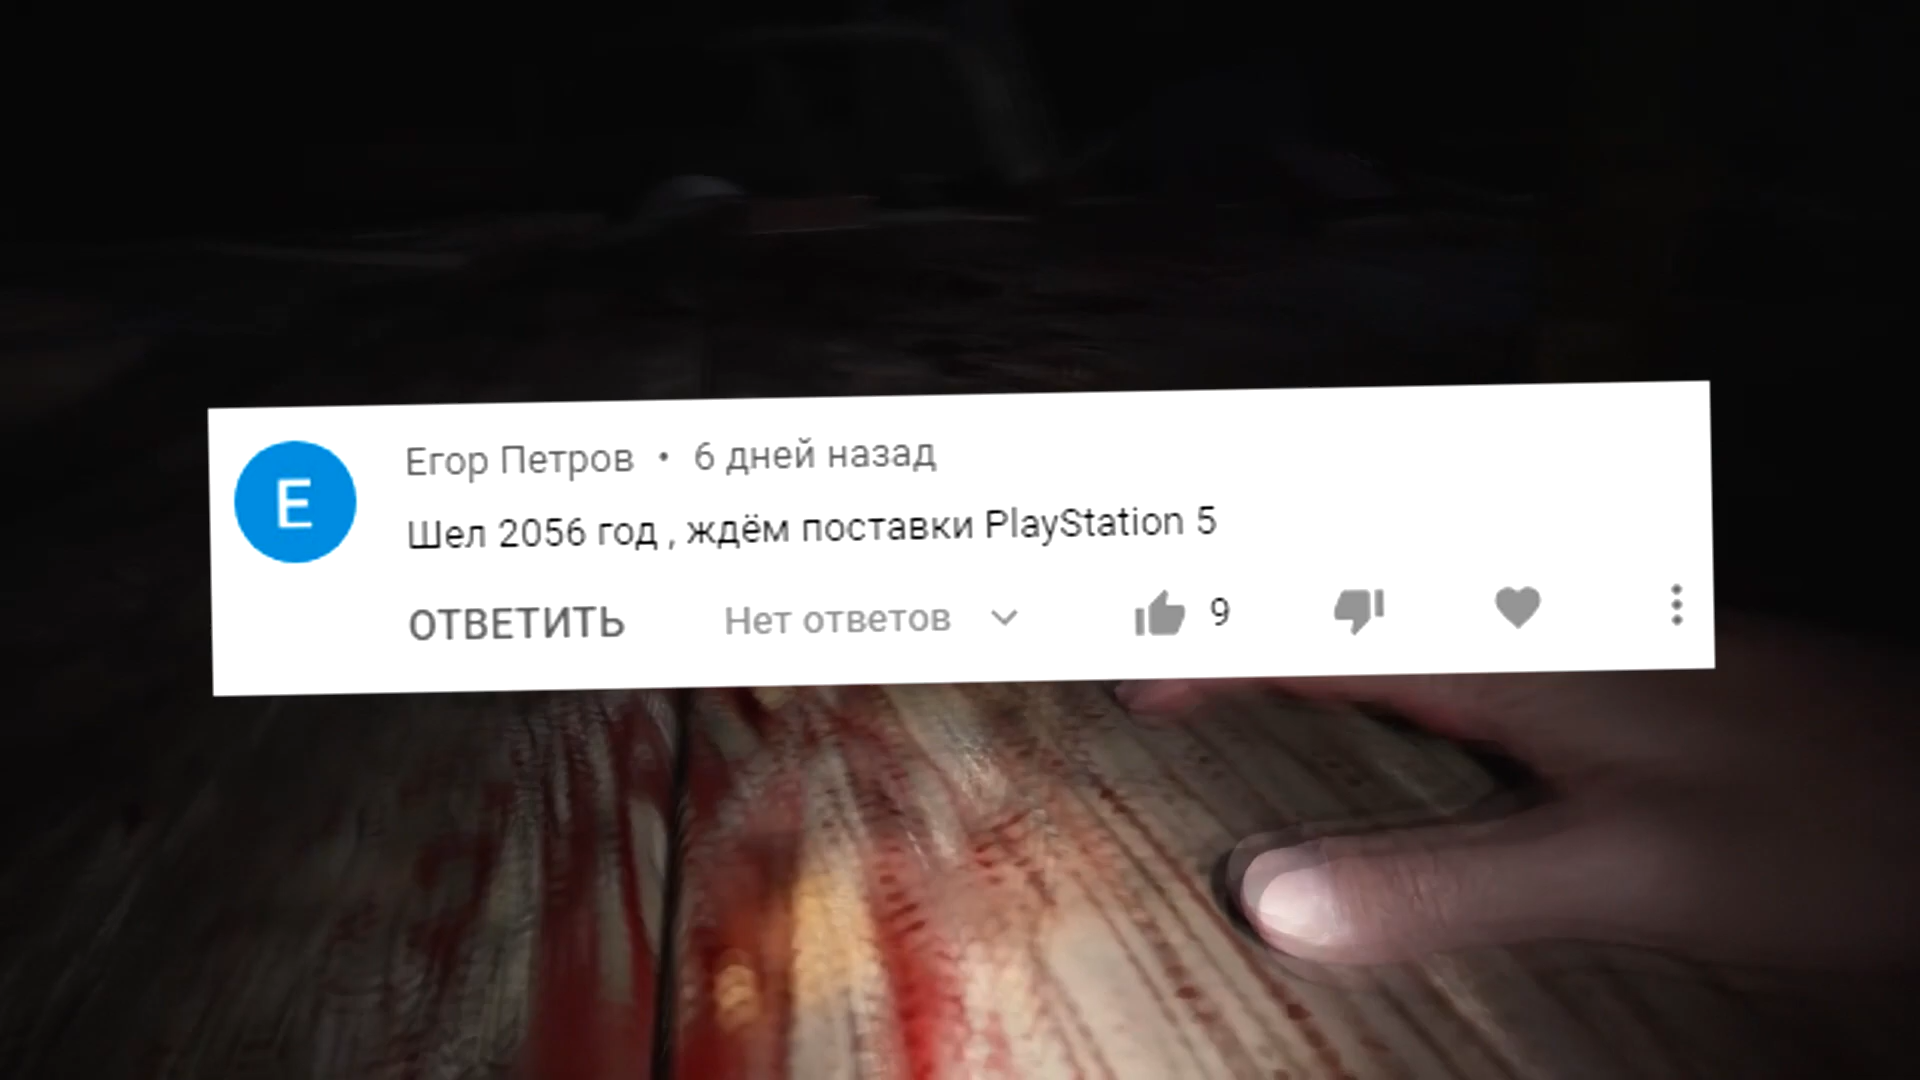 Е
Егор Петров • 6 дней назад
Шел 2056 год , ждём поставки PlayStation 5
ОТВЕТИТЬ Нет ответов 9